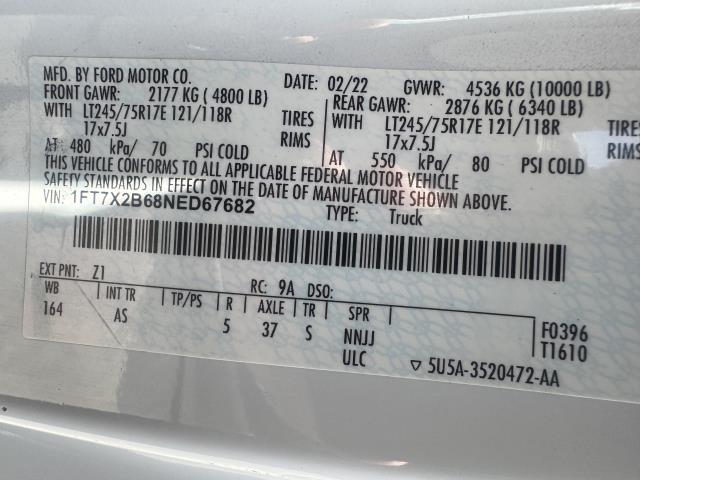 MFD. BY FORD MOTOR CO. DATE: 02/22 GVWR: 4536 KG (10000 LB)
FRONT GAWR: 2177 KG ( 4800 LB) REAR GAWR: 2876 KG ( 6340 LB)
WITH LT245/75R17E 121/118R TIRES WITH LT245/75R17E 121/118R TIRES
17x7.5J RIMS 17x7.5J RIMS
AT 480 kPa/ 70 PSI COLD AT 550 kPa/ 80 PSI COLD
THIS VEHICLE CONFORMS TO ALL APPLICABLE FEDERAL MOTOR VEHICLE
SAFETY STANDARDS IN EFFECT ON THE DATE OF MANUFACTURE SHOWN ABOVE.
VIN: 1FT7X2B68NED67682 TYPE: Truck
EXT PNT: Z1 RC: 9A DSO:
WB INT TR TP/PS R AXLE TR SPR
164 AS 5 37 S NNJJ F0396
ULC T1610
▽ 5U5A-3520472-AA